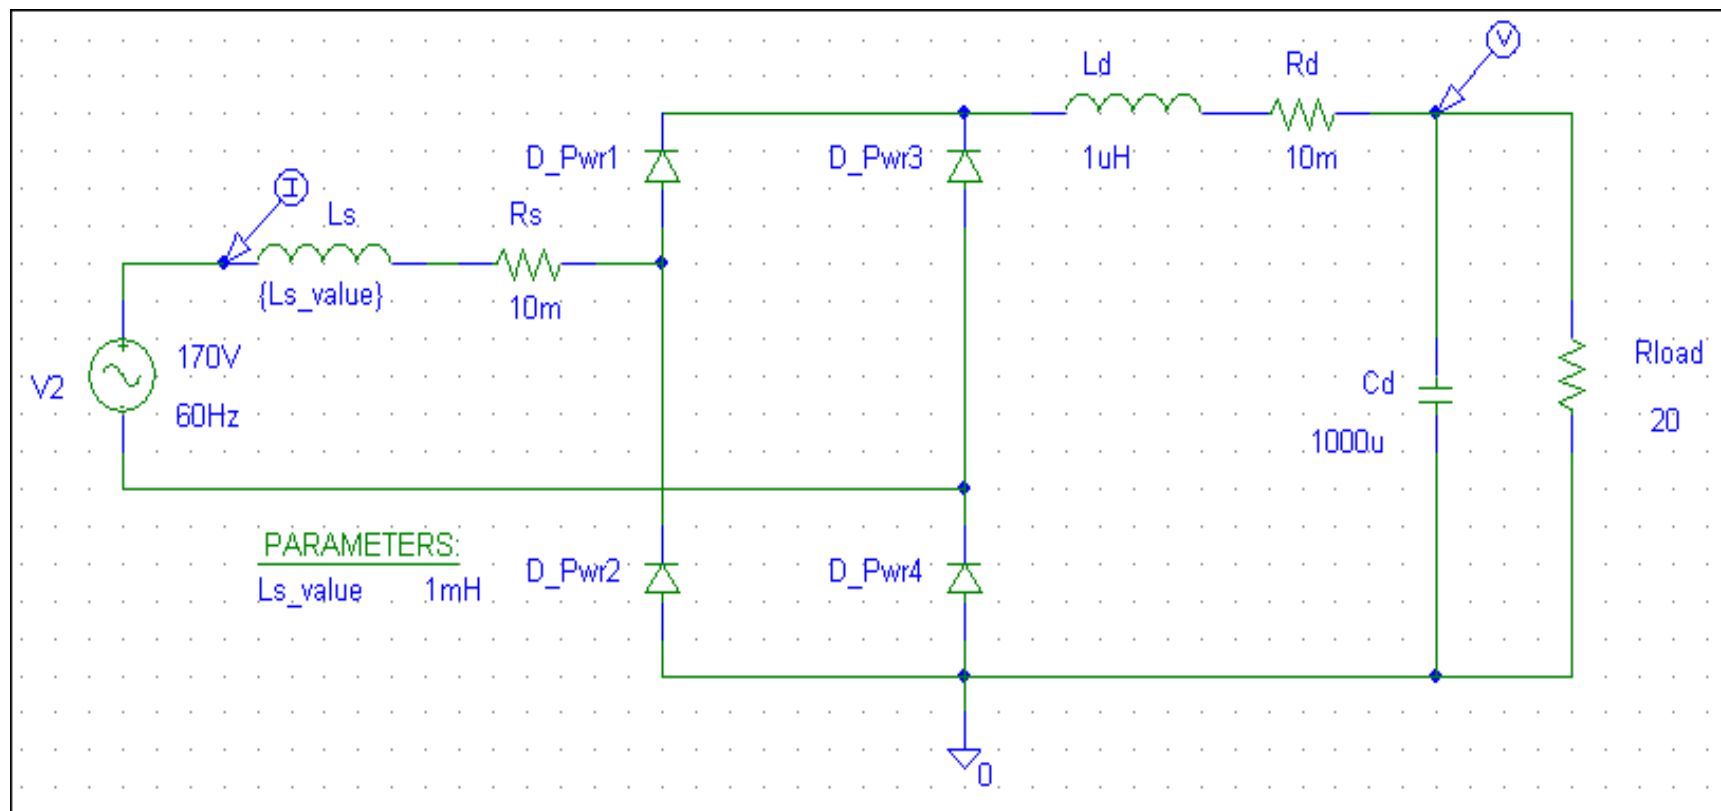 V
Ld
Rd
D_Pwr1
D_Pwr3
1uH
10m
I
Ls
Rs
{Ls_value}
10m
170V
V2
60Hz
Rload
Cd
20
1000u
PARAMETERS:
Ls_value 1mH
D_Pwr2
D_Pwr4
0